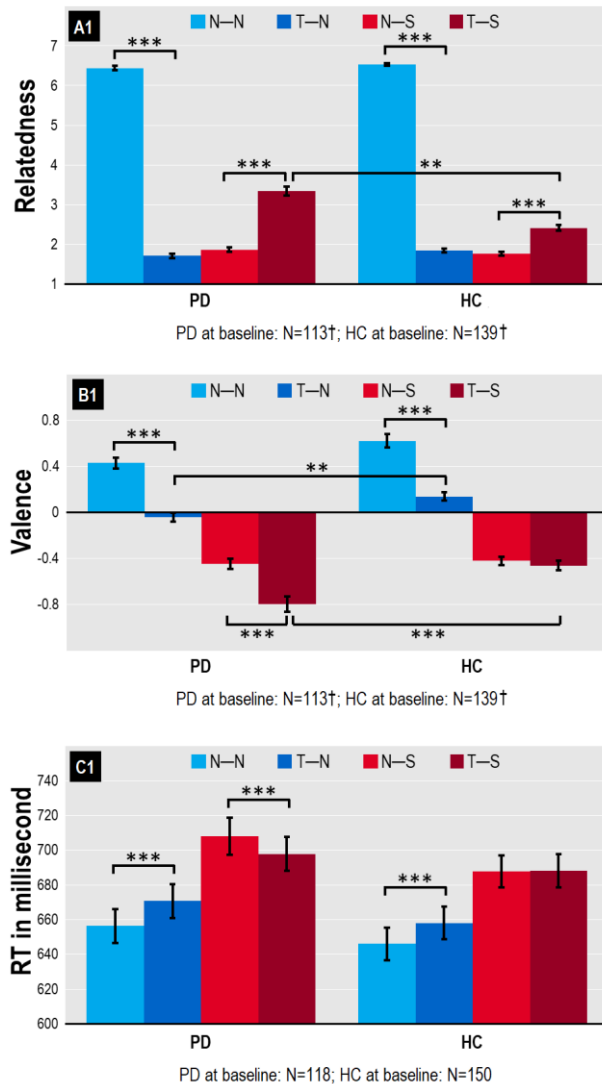 A1 N—N T—N N—S T—S
7
6
5
4
3
2
1
Relatedness
*** *** *** ** ***
PD HC
PD at baseline: N=113†; HC at baseline: N=139†
B1 N—N T—N N—S T—S
0.8
0.4
0
-0.4
-0.8
Valence
*** *** ** *** ***
PD HC
PD at baseline: N=113†; HC at baseline: N=139†
C1 N—N T—N N—S T—S
740
720
700
680
660
640
620
600
RT in millisecond
*** *** ***
PD HC
PD at baseline: N=118; HC at baseline: N=150